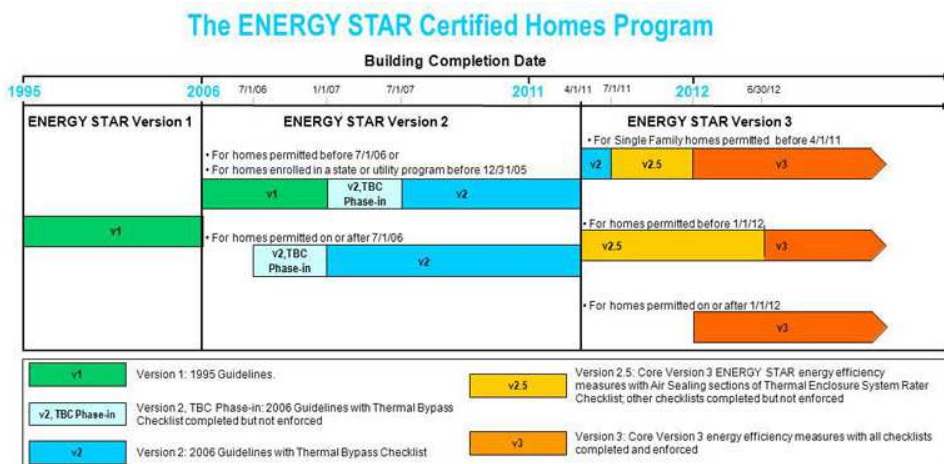 The ENERGY STAR Certified Homes Program
Building Completion Date
1995
2006
7/1/06
1/1/07
7/1/07
2011
4/1/11
7/1/11
2012
6/30/12
ENERGY STAR Version 1
ENERGY STAR Version 2
ENERGY STAR Version 3
• For homes permitted before 7/1/06 or
• For homes enrolled in a state or utility program before 12/31/05
v1
v2,TBC
Phase-in
v2
• For Single Family homes permitted before 4/1/11
v2
v2.5
v3
v1
• For homes permitted on or after 7/1/06
v2,TBC
Phase-in
v2
• For homes permitted before 1/1/12
v2.5
v3
• For homes permitted on or after 1/1/12
v3
v1
Version 1: 1995 Guidelines.
v2, TBC Phase-in
Version 2, TBC Phase-in: 2006 Guidelines with Thermal Bypass
Checklist completed but not enforced
v2
Version 2: 2006 Guidelines with Thermal Bypass Checklist
v2.5
Version 2.5: Core Version 3 ENERGY STAR energy efficiency
measures with Air Sealing sections of Thermal Enclosure System Rater
Checklist; other checklists completed but not enforced
v3
Version 3: Core Version 3 energy efficiency measures with all checklists
completed and enforced